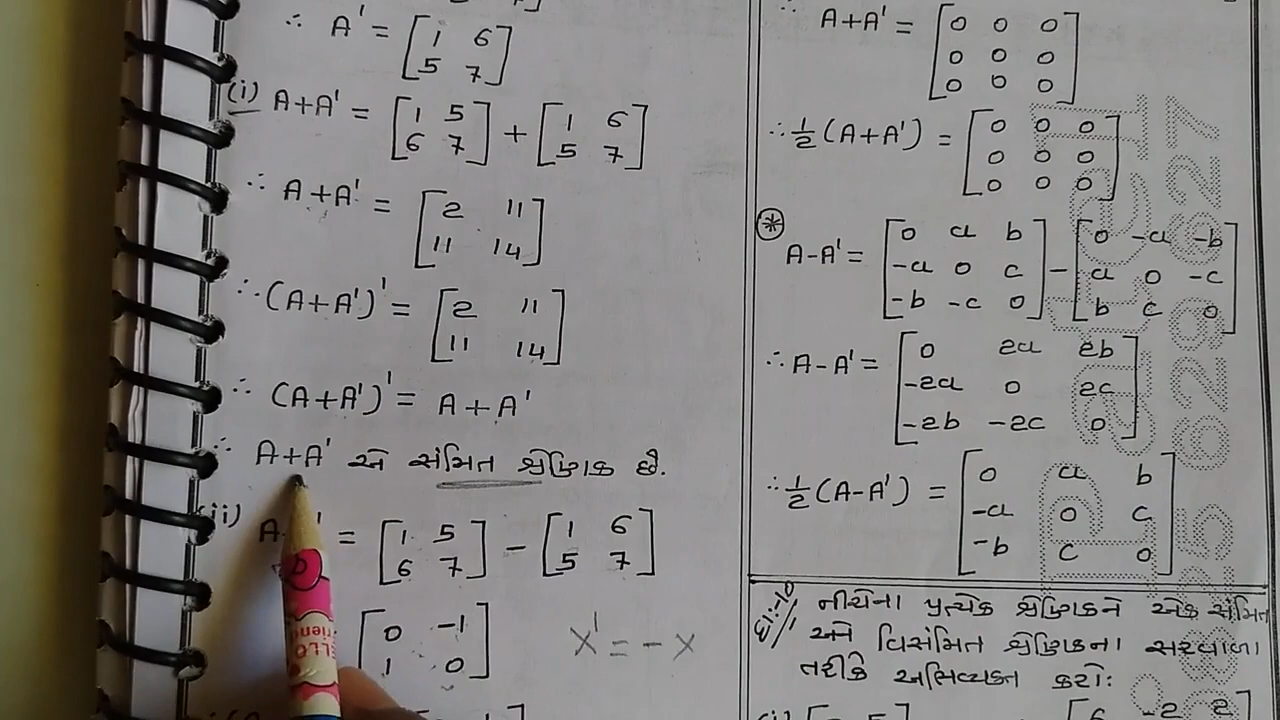 ∴ A' = [1 6
5 7]
(i) A+A' = [1 5
6 7] + [1 6
5 7]
∴ A+A' = [2 11
11 14]
∴ (A+A')' = [2 11
11 14]
∴ (A+A')' = A+A'
∴ A+A' એ સંમિત શ્રેણિક છે.
(ii) A ' = [1 5
6 7] - [1 6
5 7]
[0 -1
1 0] X' = -X
∴ A+A' = [0 0 0
0 0 0
0 0 0]
∴ ½(A+A') = [0 0 0
0 0 0
0 0 0]
* A-A' = [0 a b
-a 0 c
-b -c 0] - [0 -a -b
a 0 -c
b c 0]
∴ A-A' = [0 2a 2b
-2a 0 2c
-2b -2c 0]
∴ ½(A-A') = [0 a b
-a 0 c
-b c 0]
દા:-10 નીચેના પ્રત્યેક શ્રેણિકને એક સંમિત
અને વિસંમિત શ્રેણિકના સરવાળા
તરીકે અભિવ્યક્ત કરો:
(i) [6 -2 2